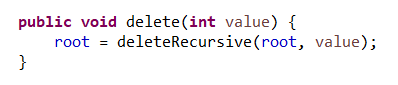 public void delete(int value) {
    root = deleteRecursive(root, value);
}